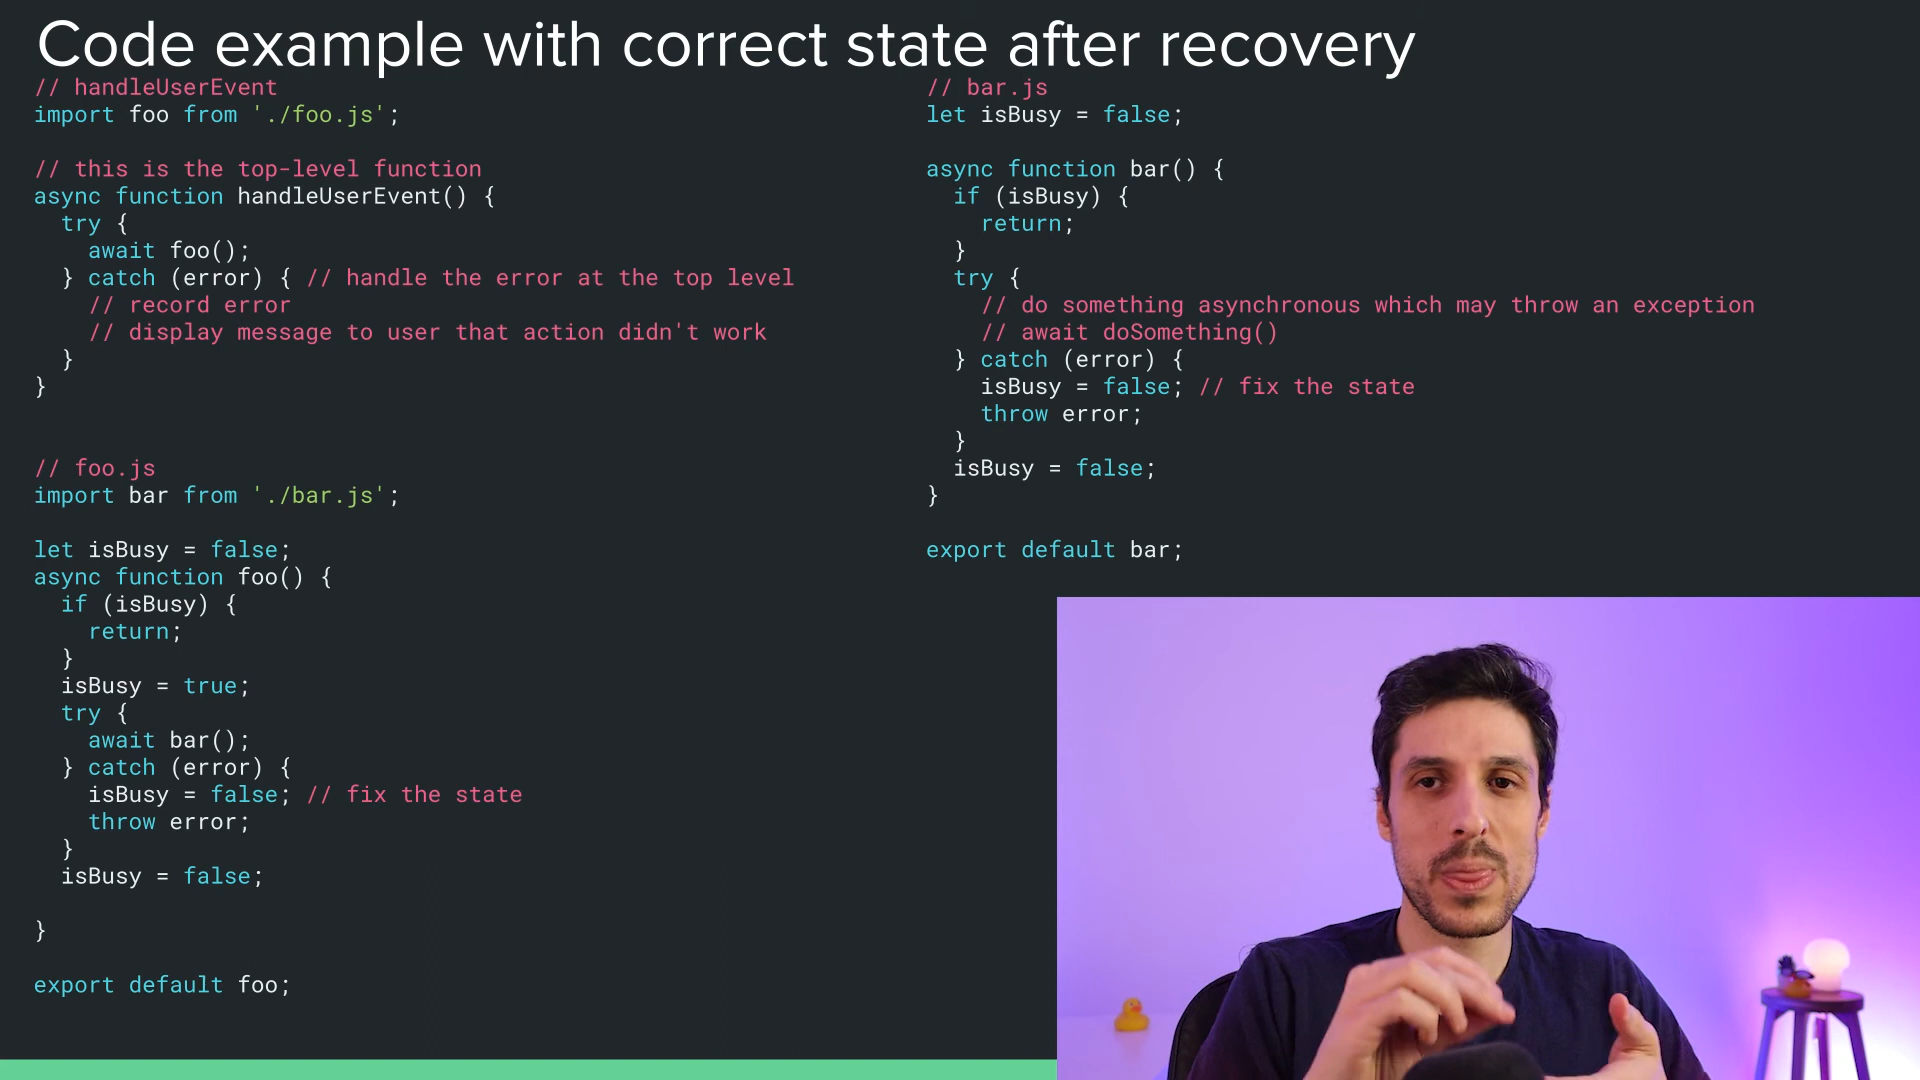 Code example with correct state after recovery
// handleUserEvent
import foo from './foo.js';
// this is the top-level function
async function handleUserEvent() {
  try {
    await foo();
  } catch (error) { // handle the error at the top level
    // record error
    // display message to user that action didn't work
  }
}
// foo.js
import bar from './bar.js';
let isBusy = false;
async function foo() {
  if (isBusy) {
    return;
  }
  isBusy = true;
  try {
    await bar();
  } catch (error) {
    isBusy = false; // fix the state
    throw error;
  }
  isBusy = false;
}
export default foo;
// bar.js
let isBusy = false;
async function bar() {
  if (isBusy) {
    return;
  }
  try {
    // do something asynchronous which may throw an exception
    // await doSomething()
  } catch (error) {
    isBusy = false; // fix the state
    throw error;
  }
  isBusy = false;
}
export default bar;